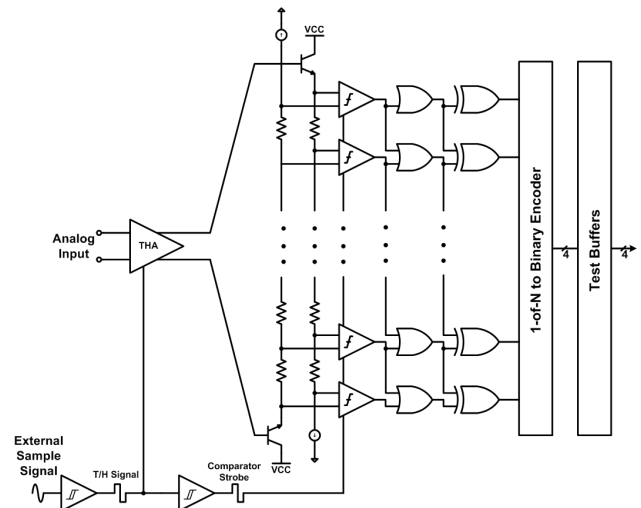 VCC
THA
Analog
Input
1-of-N to Binary Encoder
4
Test Buffers
4
VCC
External
Sample
Signal
T/H Signal
Comparator
Strobe